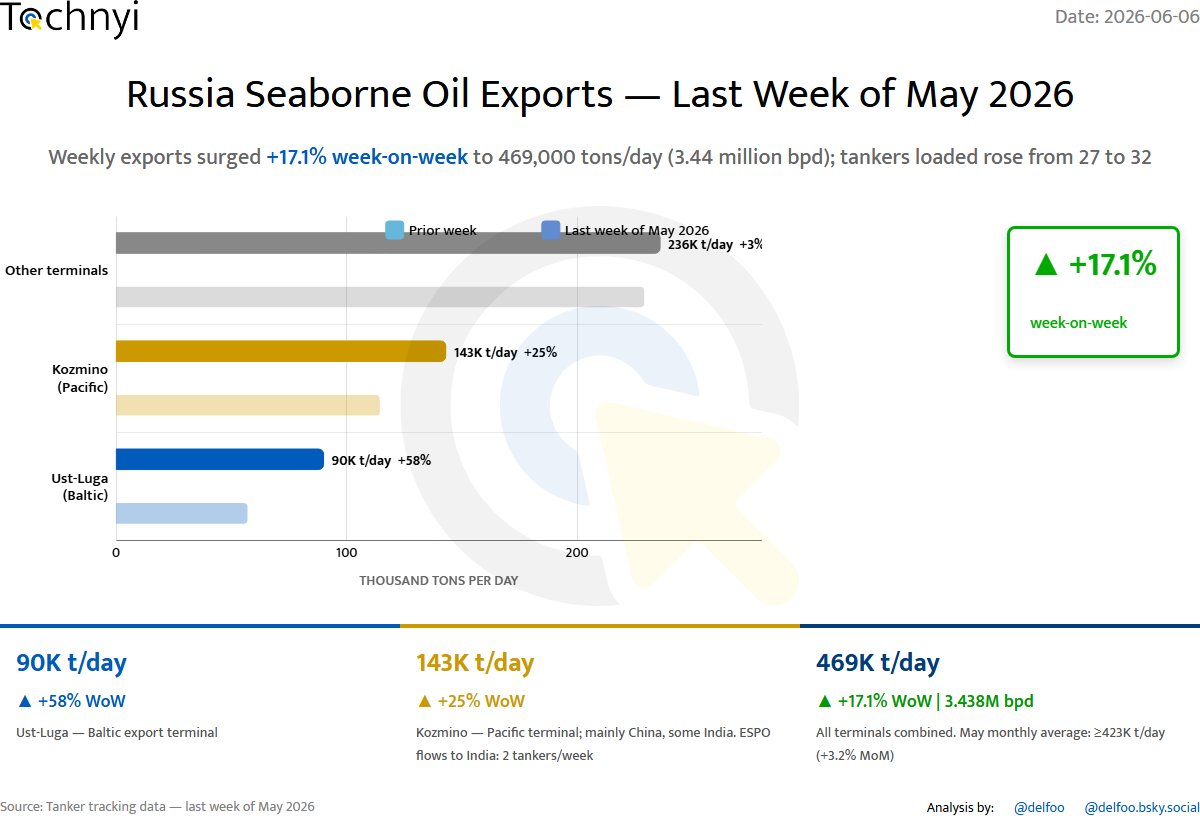 Tochnyi
Date: 2026-06-06
Russia Seaborne Oil Exports — Last Week of May 2026
Weekly exports surged +17.1% week-on-week to 469,000 tons/day (3.44 million bpd); tankers loaded rose from 27 to 32
Prior week
Last week of May 2026
236K t/day +3%
Other terminals
143K t/day +25%
Kozmino
(Pacific)
90K t/day +58%
Ust-Luga
(Baltic)
0
100
200
THOUSAND TONS PER DAY
▲ +17.1%
week-on-week
90K t/day
▲ +58% WoW
Ust-Luga — Baltic export terminal
143K t/day
▲ +25% WoW
Kozmino — Pacific terminal; mainly China, some India. ESPO
flows to India: 2 tankers/week
469K t/day
▲ +17.1% WoW | 3.438M bpd
All terminals combined. May monthly average: ≥423K t/day
(+3.2% MoM)
Source: Tanker tracking data — last week of May 2026
Analysis by: @delfoo @delfoo.bsky.social